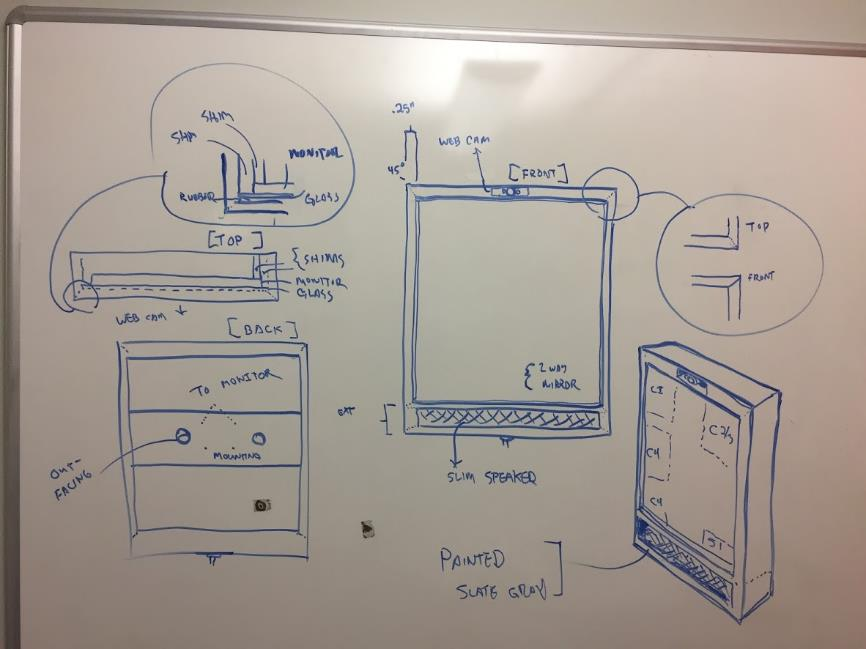 SHIM
SHIM
MONITOR
RUBBER
GLASS
[TOP]
{SHIMS
MONITOR
GLASS
WEB CAM
[BACK]
TO MONITOR
MOUNTING
OUT-
FACING
.25"
45°
WEB CAM
[FRONT]
2 WAY
MIRROR
EXT
SLIM SPEAKER
TOP
FRONT
C2/3
C4
C4
PAINTED
SLATE GRAY